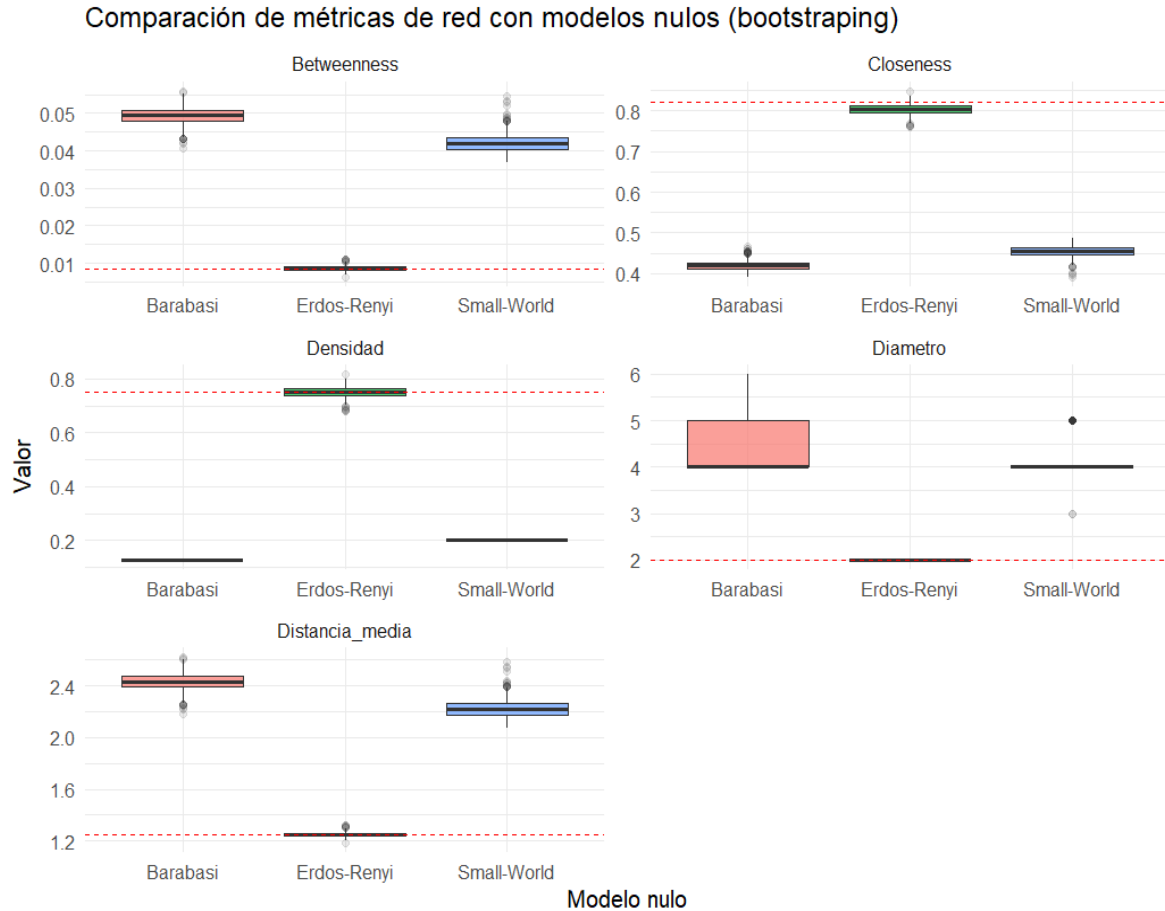 Comparación de métricas de red con modelos nulos (bootstraping)
Betweenness
Closeness
0.05
0.04
0.03
0.02
0.01
0.8
0.7
0.6
0.5
0.4
Barabasi
Erdos-Renyi
Small-World
Barabasi
Erdos-Renyi
Small-World
Densidad
Diametro
Valor
0.8
0.6
0.4
0.2
6
5
4
3
2
Barabasi
Erdos-Renyi
Small-World
Barabasi
Erdos-Renyi
Small-World
Distancia_media
2.4
2.0
1.6
1.2
Barabasi
Erdos-Renyi
Small-World
Modelo nulo